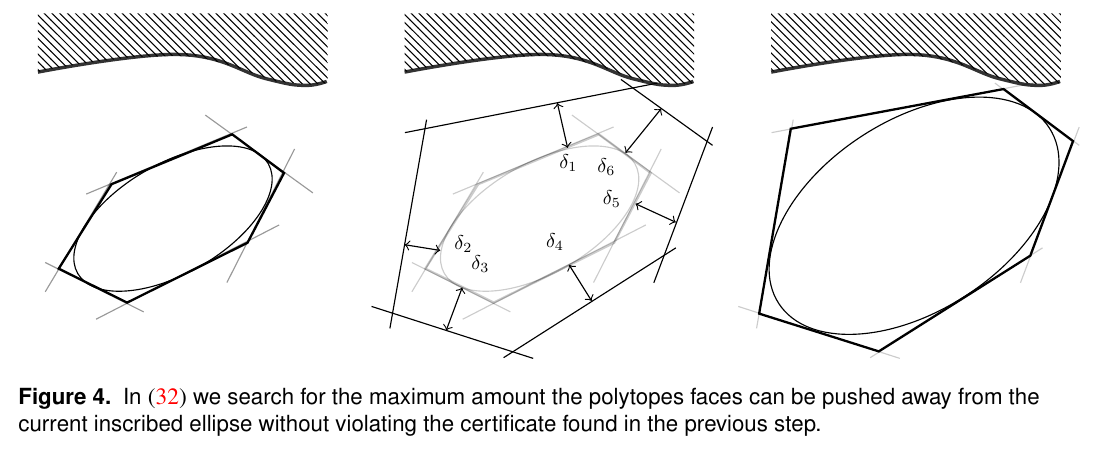 δ1 δ6
δ5
δ2 δ4
δ3
Figure 4. In (32) we search for the maximum amount the polytopes faces can be pushed away from the
current inscribed ellipse without violating the certificate found in the previous step.